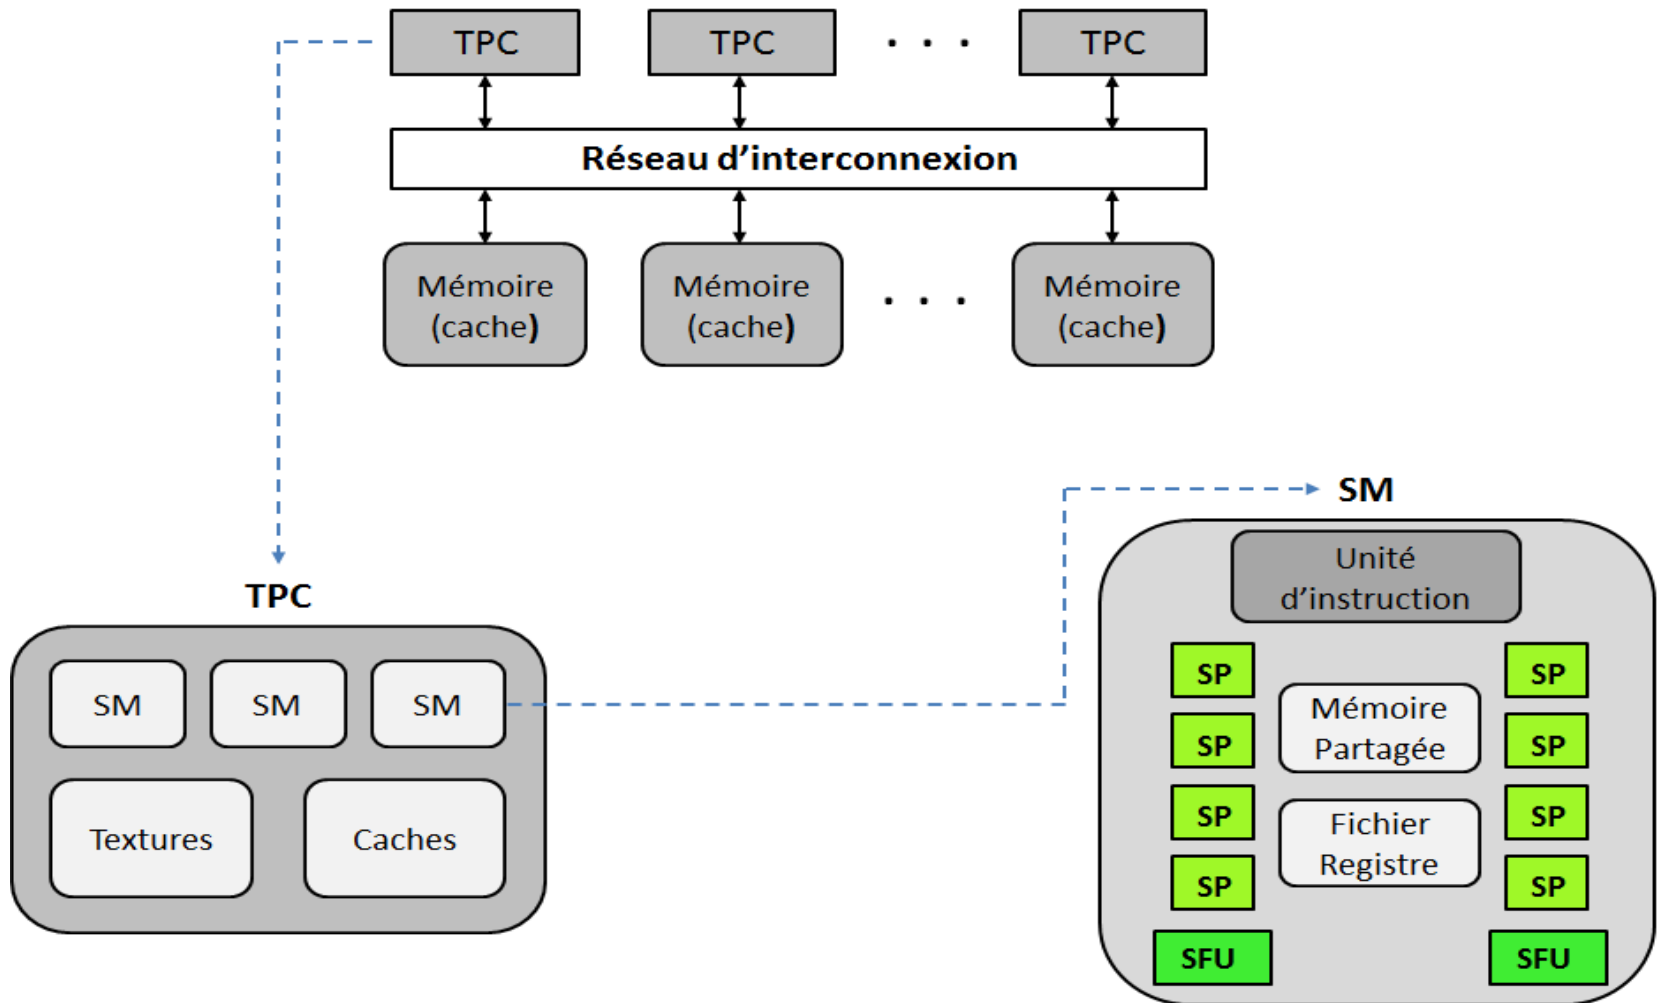 TPC
TPC
. . .
TPC
Réseau d'interconnexion
Mémoire
(cache)
Mémoire
(cache)
. . .
Mémoire
(cache)
TPC
SM
SM
SM
Textures
Caches
SM
Unité
d'instruction
SP
SP
SP
SP
Mémoire
Partagée
Fichier
Registre
SP
SP
SP
SP
SFU
SFU